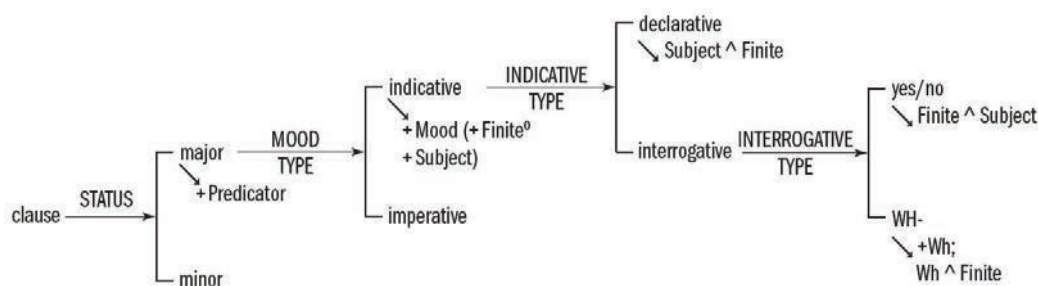 clause
STATUS
major
+ Predicator
minor
MOOD
TYPE
indicative
+ Mood (+ Finite⁰
+ Subject)
imperative
INDICATIVE
TYPE
declarative
Subject ^ Finite
interrogative
INTERROGATIVE
TYPE
yes/no
Finite ^ Subject
WH-
+Wh;
Wh ^ Finite